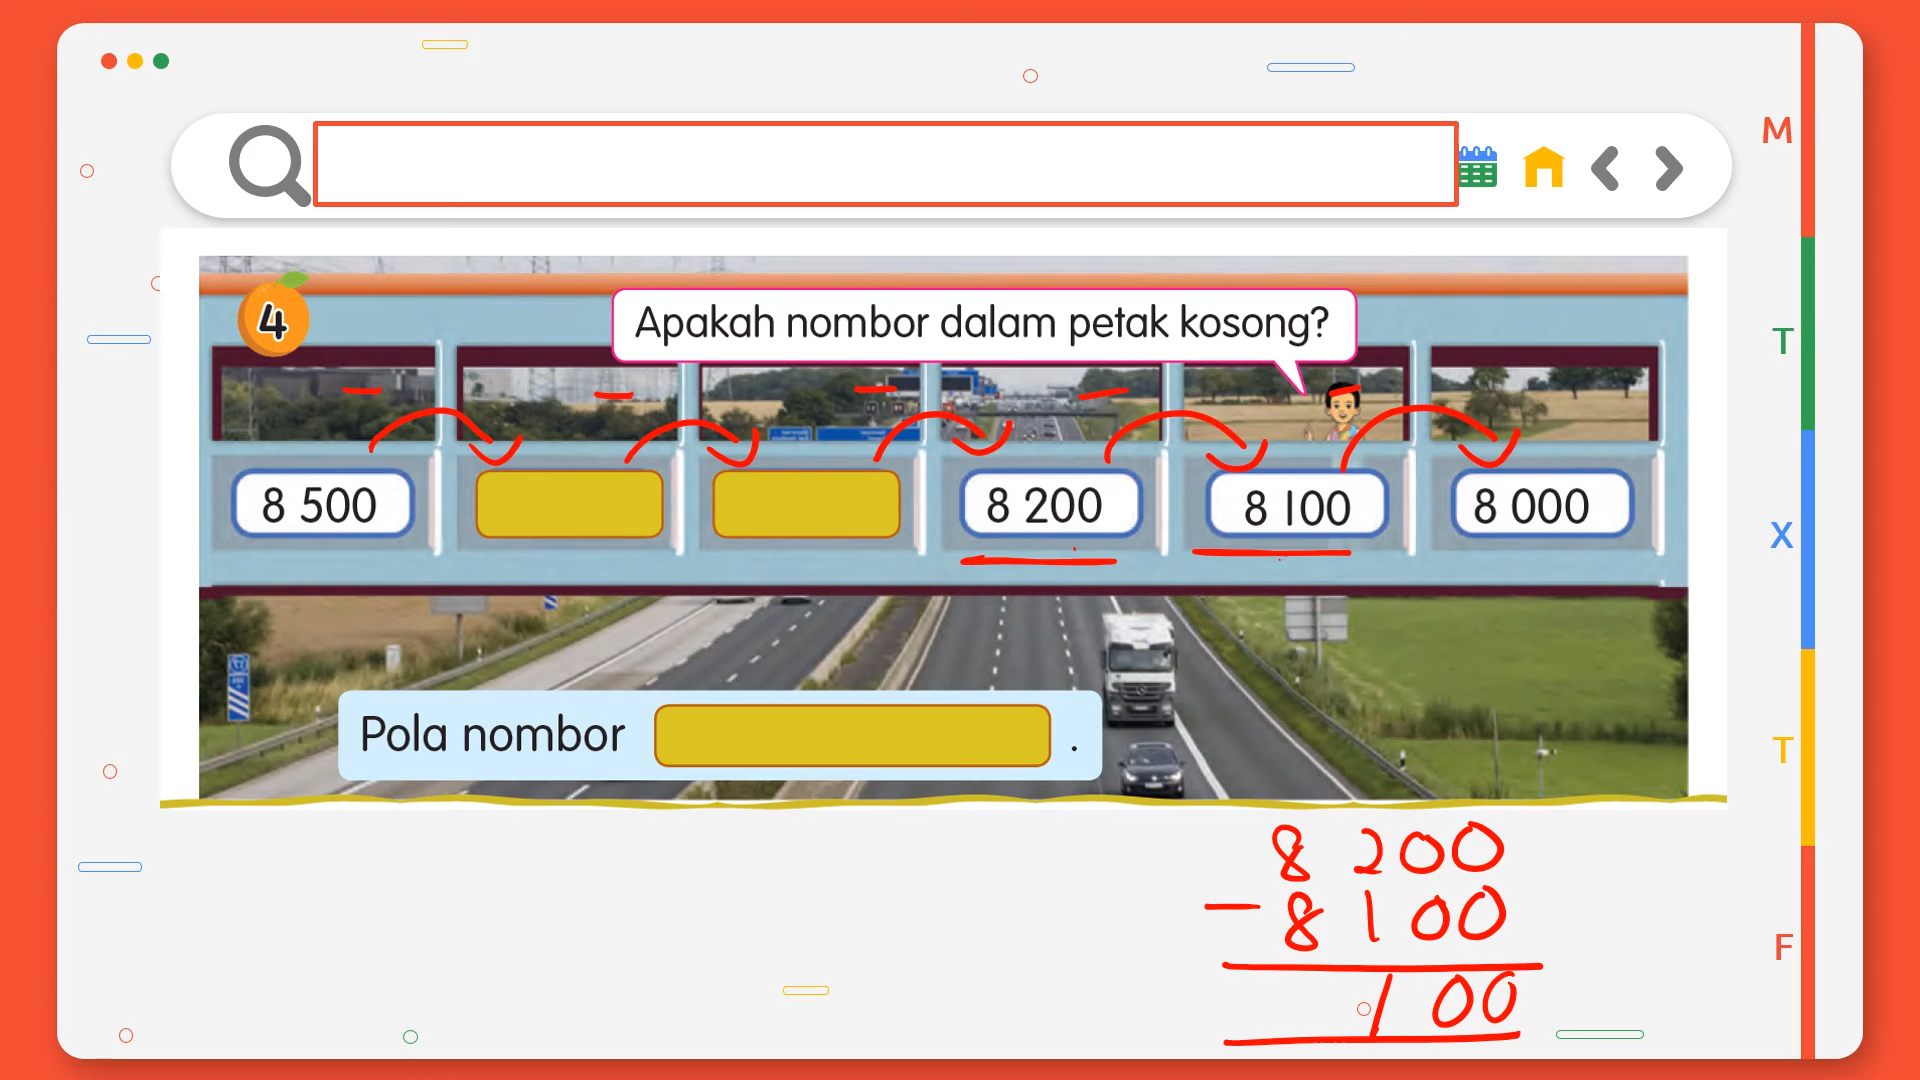 M
4
Apakah nombor dalam petak kosong?
T
8 500
8 200
8 100
8 000
X
Pola nombor .
T
8 200
– 8 100
100
F